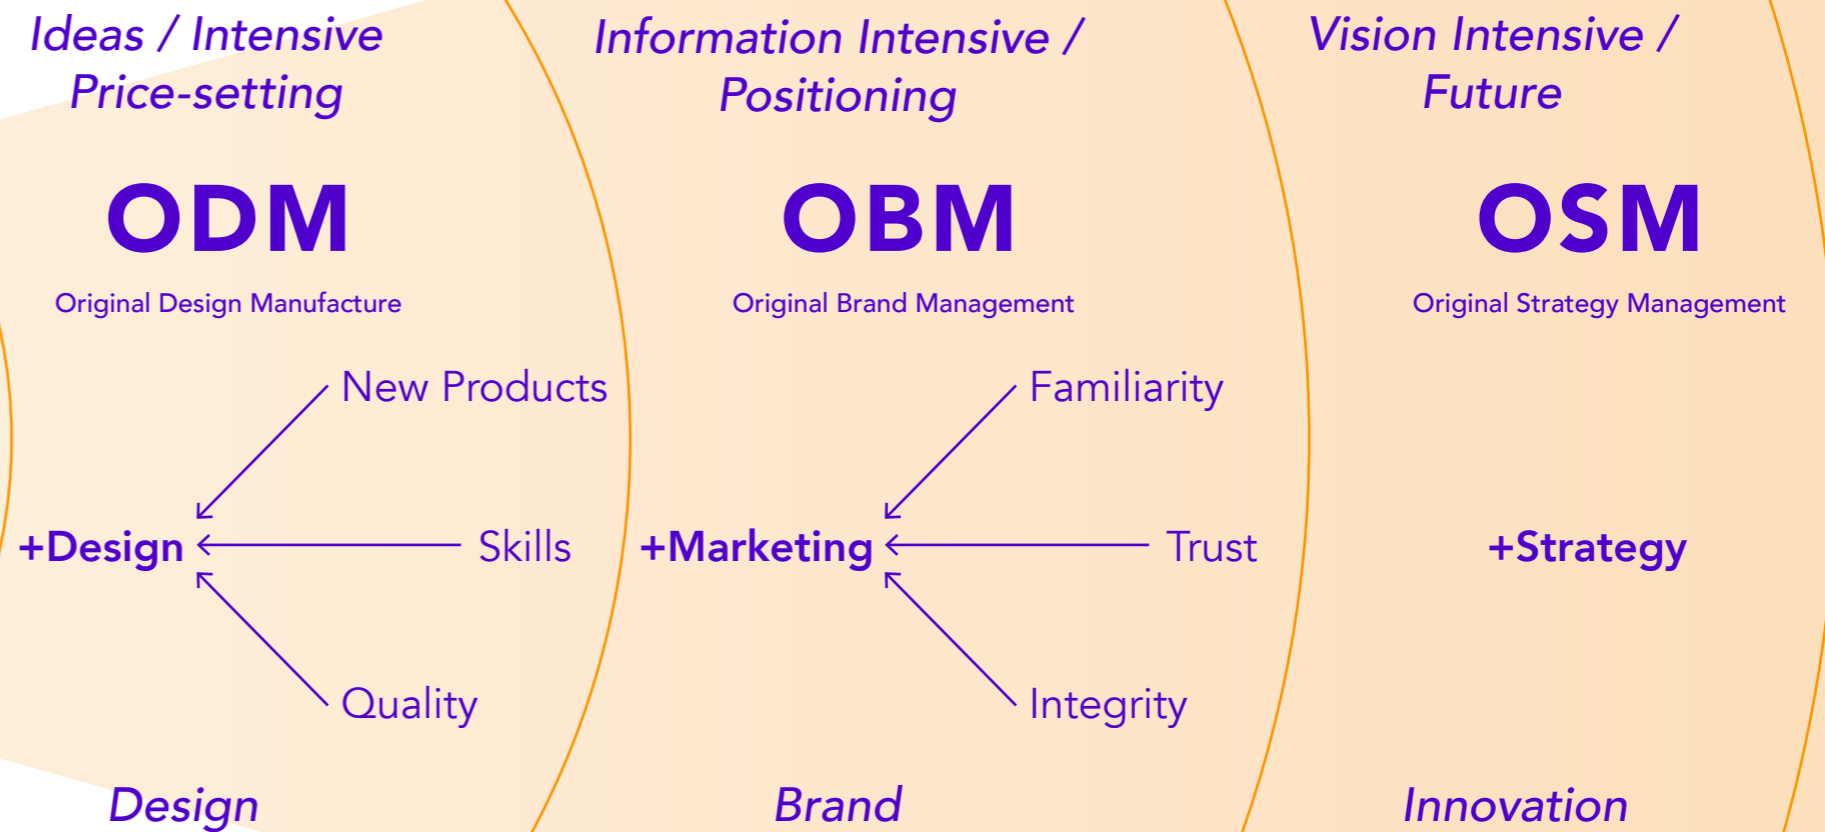 Ideas / Intensive
Price-setting
ODM
Original Design Manufacture
New Products
+Design
Skills
Quality
Design
Information Intensive /
Positioning
OBM
Original Brand Management
Familiarity
+Marketing
Trust
Integrity
Brand
Vision Intensive /
Future
OSM
Original Strategy Management
+Strategy
Innovation